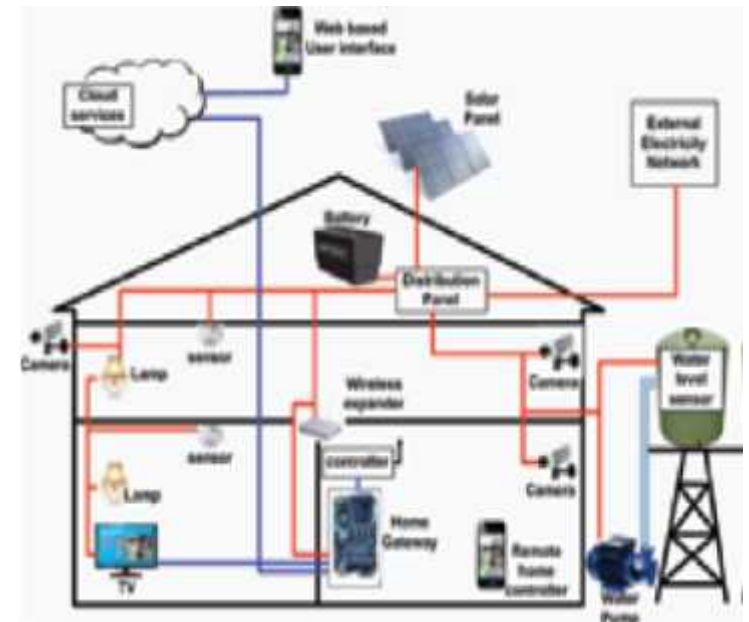 Web based
User interface
Cloud
services
Solar
Panel
External
Electricity
Network
Battery
Distribution
Panel
Camera
sensor
Lamp
Camera
Water
level
sensor
Wireless
expander
sensor
controller
Camera
Lamp
Home
Gateway
Remote
home
controller
TV
Water
Pump